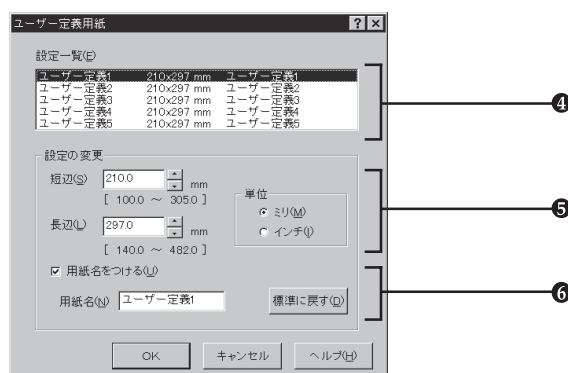 ユーザー定義用紙
設定一覧(E)
ユーザー定義1 210x297 mm ユーザー定義1
ユーザー定義2 210x297 mm ユーザー定義2
ユーザー定義3 210x297 mm ユーザー定義3
ユーザー定義4 210x297 mm ユーザー定義4
ユーザー定義5 210x297 mm ユーザー定義5
❹
設定の変更
短辺(S) 210.0 mm
[ 100.0 ~ 305.0 ]
長辺(L) 297.0 mm
[ 140.0 ~ 482.0 ]
単位
ミリ(M)
インチ(I)
❺
用紙名をつける(U)
用紙名(N) ユーザー定義1
標準に戻す(D)
❻
OK キャンセル ヘルプ(H)